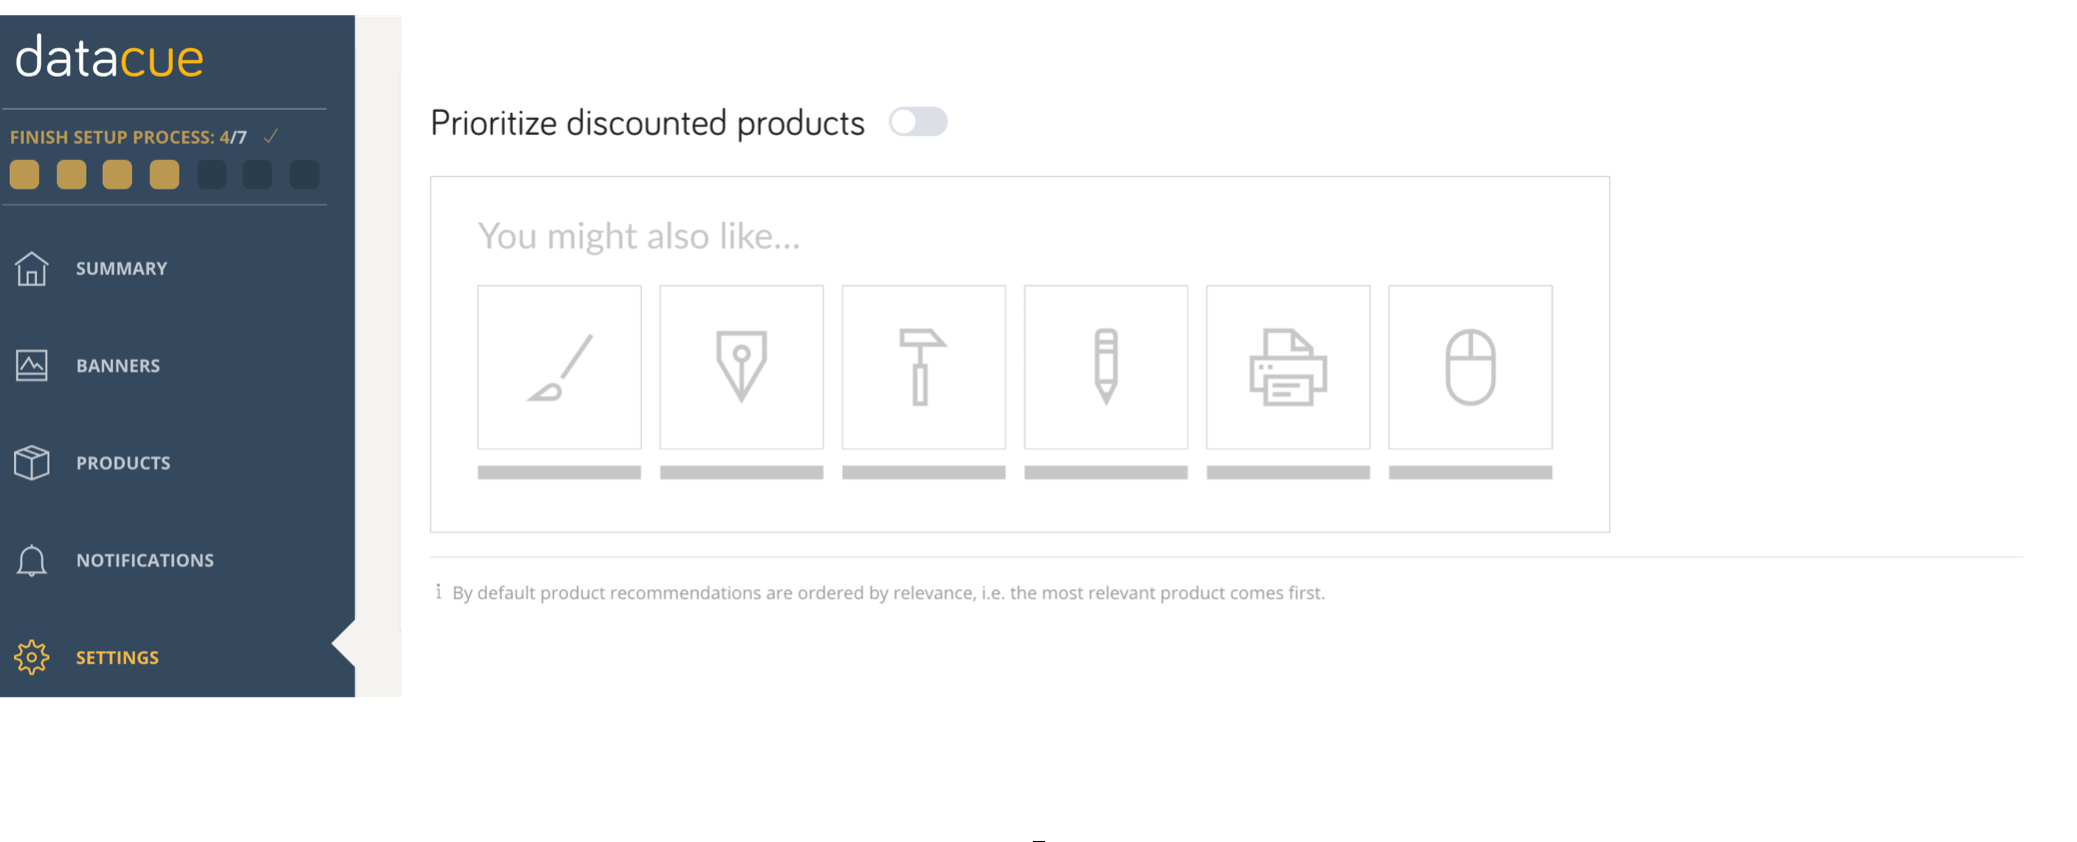 datacue
FINISH SETUP PROCESS: 4/7
SUMMARY
BANNERS
PRODUCTS
NOTIFICATIONS
SETTINGS
Prioritize discounted products
You might also like...
By default product recommendations are ordered by relevance, i.e. the most relevant product comes first.